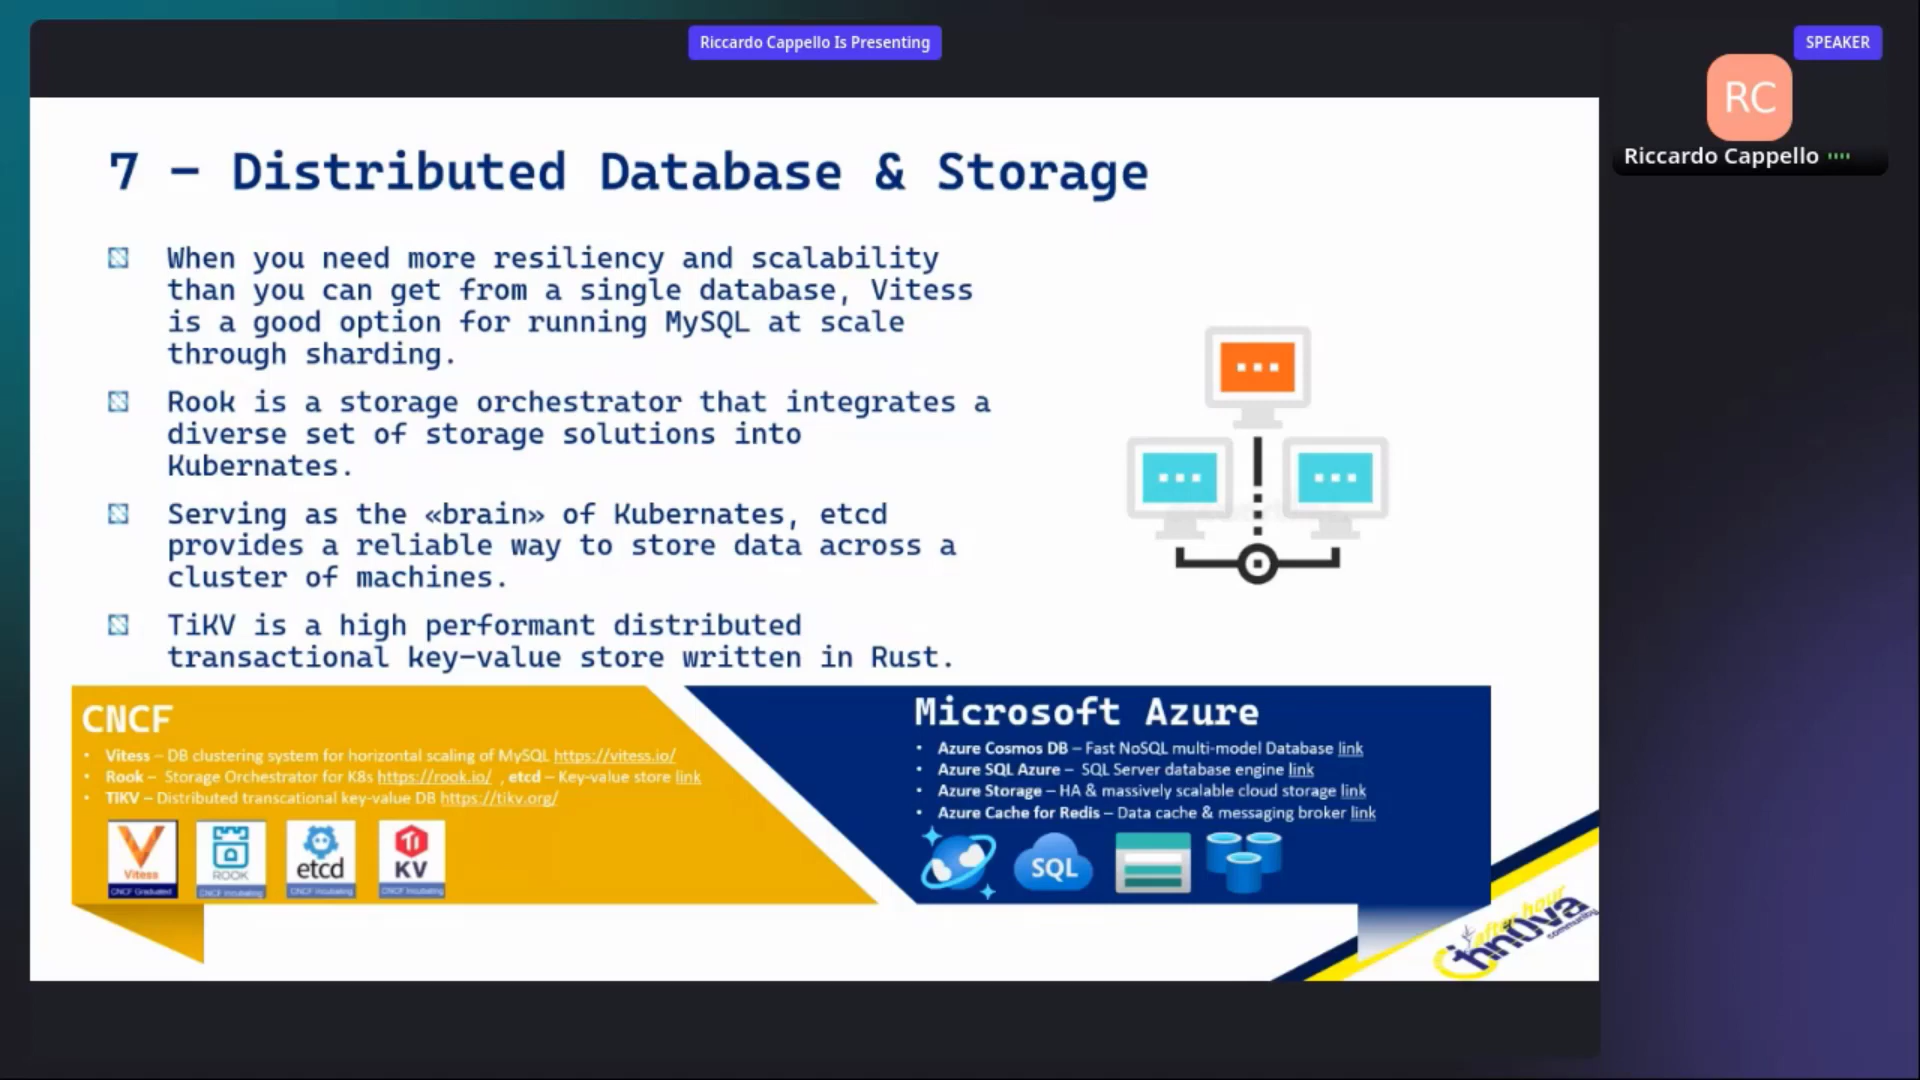 Riccardo Cappello Is Presenting
SPEAKER
RC
Riccardo Cappello
7 – Distributed Database & Storage
When you need more resiliency and scalability
than you can get from a single database, Vitess
is a good option for running MySQL at scale
through sharding.
Rook is a storage orchestrator that integrates a
diverse set of storage solutions into
Kubernates.
Serving as the «brain» of Kubernates, etcd
provides a reliable way to store data across a
cluster of machines.
TiKV is a high performant distributed
transactional key-value store written in Rust.
CNCF
• Vitess – DB clustering system for horizontal scaling of MySQL https://vitess.io/
• Rook – Storage Orchestrator for K8s https://rook.io/ , etcd – Key-value store link
• TiKV – Distributed transcational key-value DB https://tikv.org/
Vitess
CNCF Graduated
ROOK
CNCF Incubating
etcd
CNCF Incubating
TI
KV
CNCF Incubating
Microsoft Azure
• Azure Cosmos DB – Fast NoSQL multi-model Database link
• Azure SQL Azure – SQL Server database engine link
• Azure Storage – HA & massively scalable cloud storage link
• Azure Cache for Redis – Data cache & messaging broker link
SQL
after hour
inn0va
community